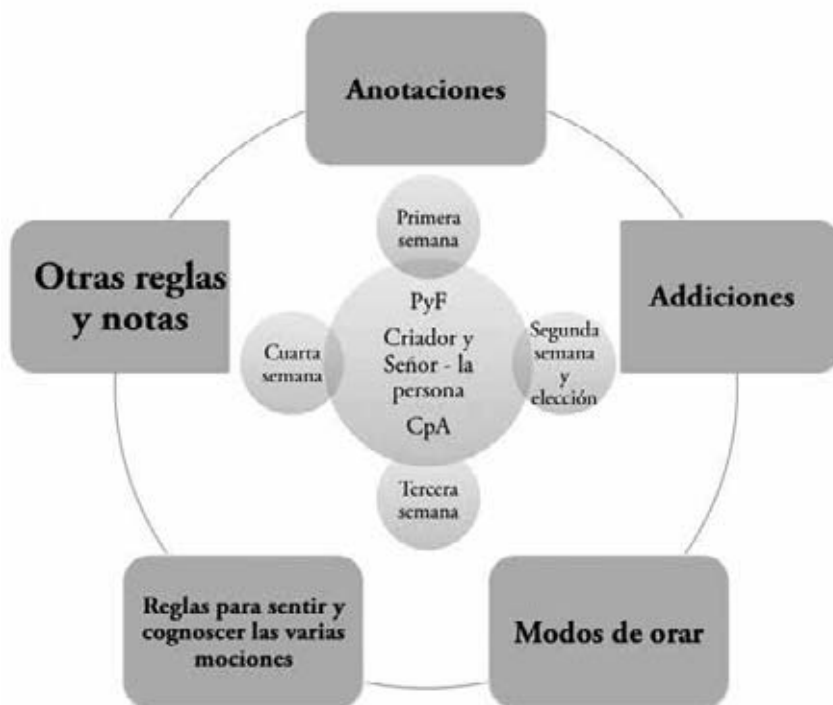 Anotaciones
Primera
semana
Otras reglas
y notas
Addiciones
PyF
Criador y
Señor - la
persona
CpA
Cuarta
semana
Segunda
semana
y
elección
Tercera
semana
Reglas para sentir y
cognoscer las varias
mociones
Modos de orar